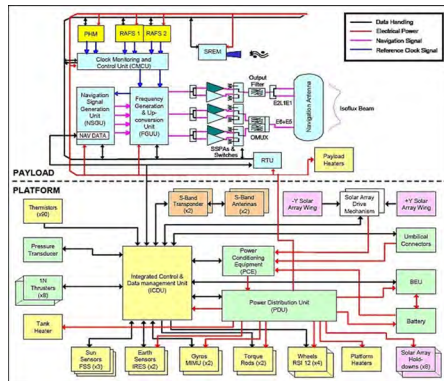 PHM
RAFS 1
RAFS 2
SREM
Data Handing
Electrical Power
Navigation Signal
Reference Clock Signal
Clock Monitoring and
Control Unit (CMCU)
Navigation
Signal
Generation
Unit
(NSGU)
NAV DATA
Frequency
Generation
& Up-
conversion
Unit
(FGUU)
Output
Filter
E2L1E1
E6+E5
SSPAs &
Switches
OMUX
Navigation Antenna
Isoflux Beam
RTU
Payload
Heaters
PAYLOAD
PLATFORM
Thermistors
(x90)
S-Band
Transponder
(x2)
S-Band
Antennas
(x2)
-Y Solar
Array Wing
Solar Array
Drive
Mechanism
+Y Solar
Array Wing
Pressure
Transducer
Power
Conditioning
Equipment
(PCE)
Umbilical
Connectors
1N
Thrusters
(x8)
Integrated Control &
Data management Unit
(ICDU)
Power Distribution Unit
(PDU)
BEU
Tank
Heater
Battery
Sun
Sensors
FSS (x3)
Earth
Sensors
IRES (x2)
Gyros
MIMU (x2)
Torque
Rods (x2)
Wheels
RSI 12 (x4)
Platform
Heaters
Solar Array
Hold-
downs (x8)